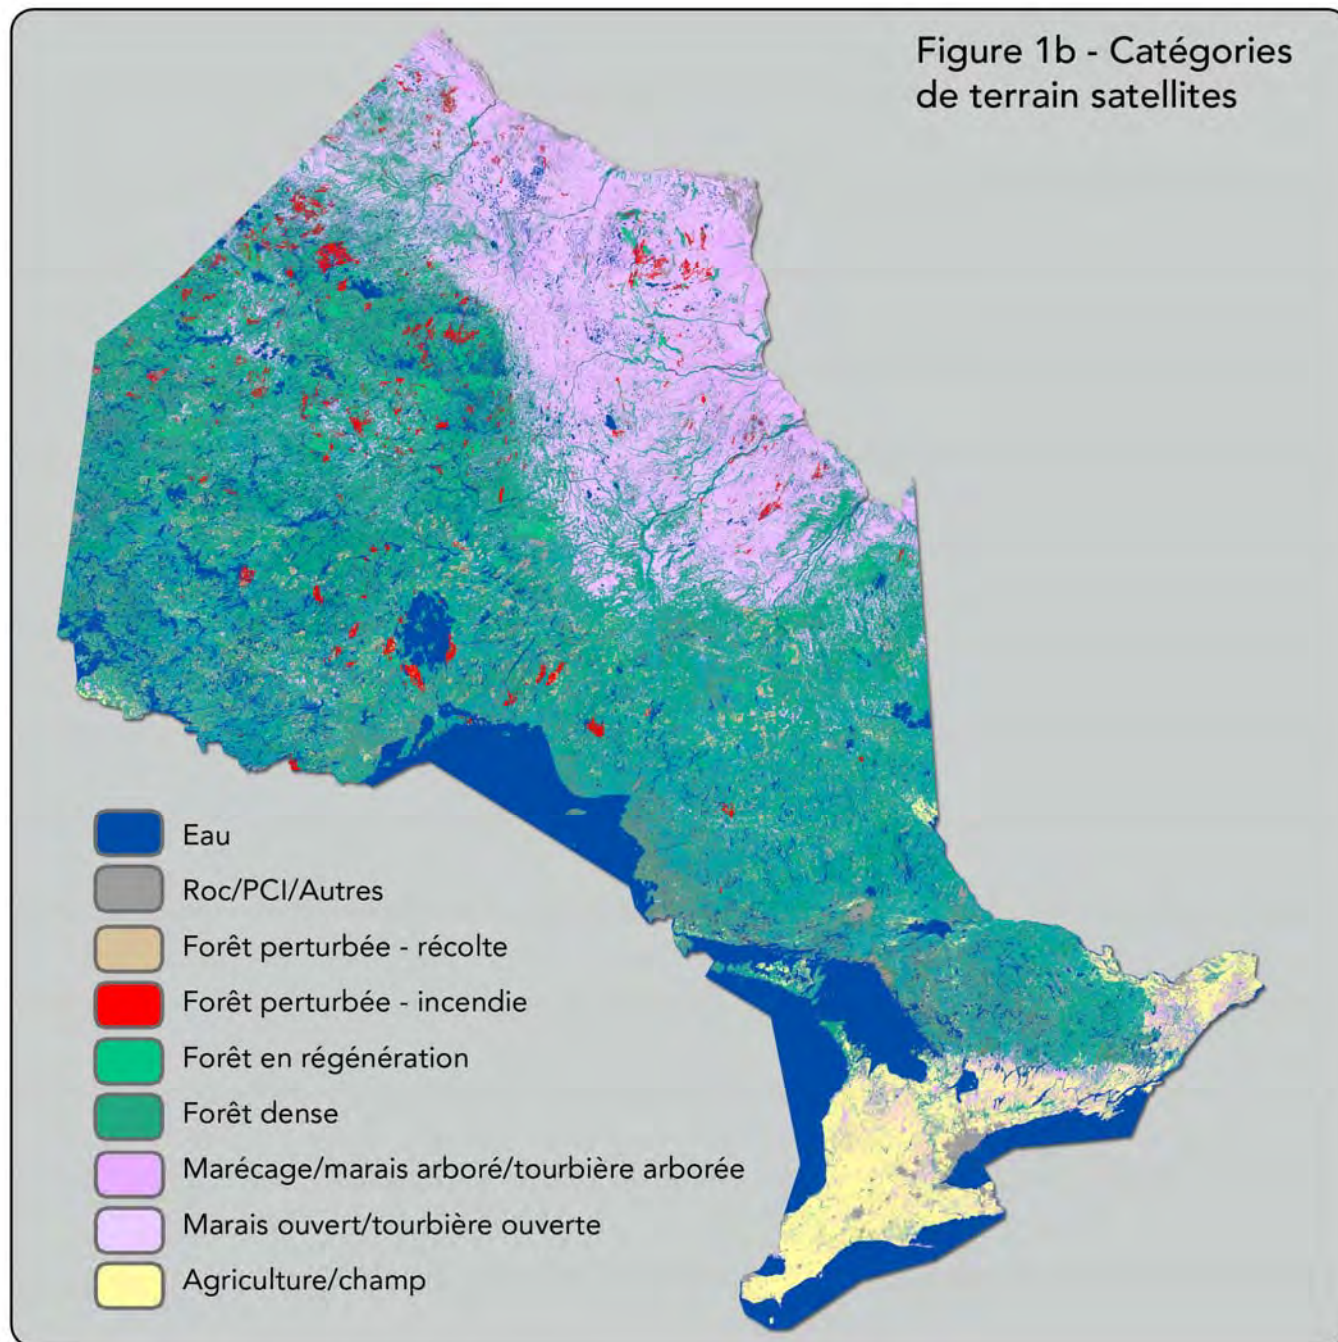 Figure 1b - Catégories
de terrain satellites
Eau
Roc/PCI/Autres
Forêt perturbée - récolte
Forêt perturbée - incendie
Forêt en régénération
Forêt dense
Marécage/marais arboré/tourbière arborée
Marais ouvert/tourbière ouverte
Agriculture/champ